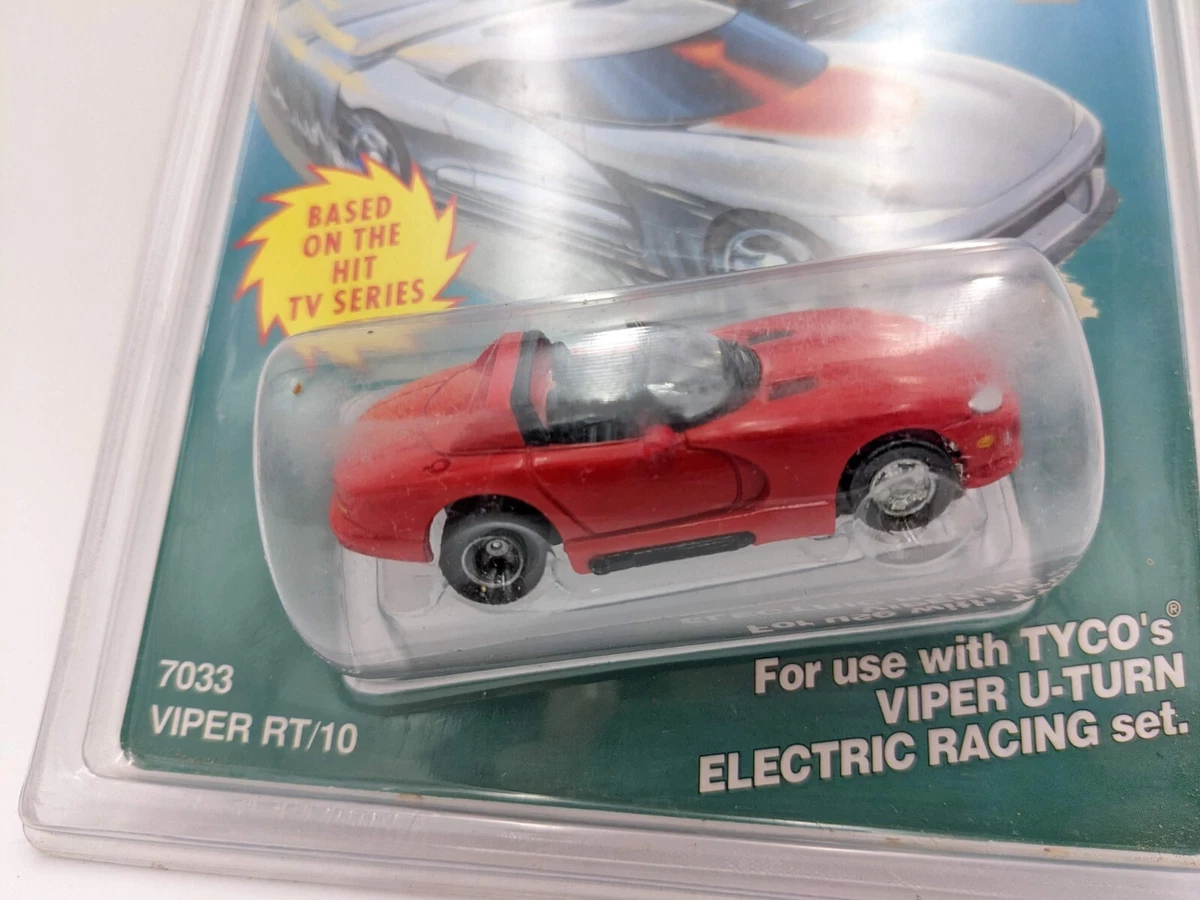 BASED
ON THE
HIT
TV SERIES
7033
VIPER RT/10
For use with TYCO's®
VIPER U-TURN
ELECTRIC RACING set.